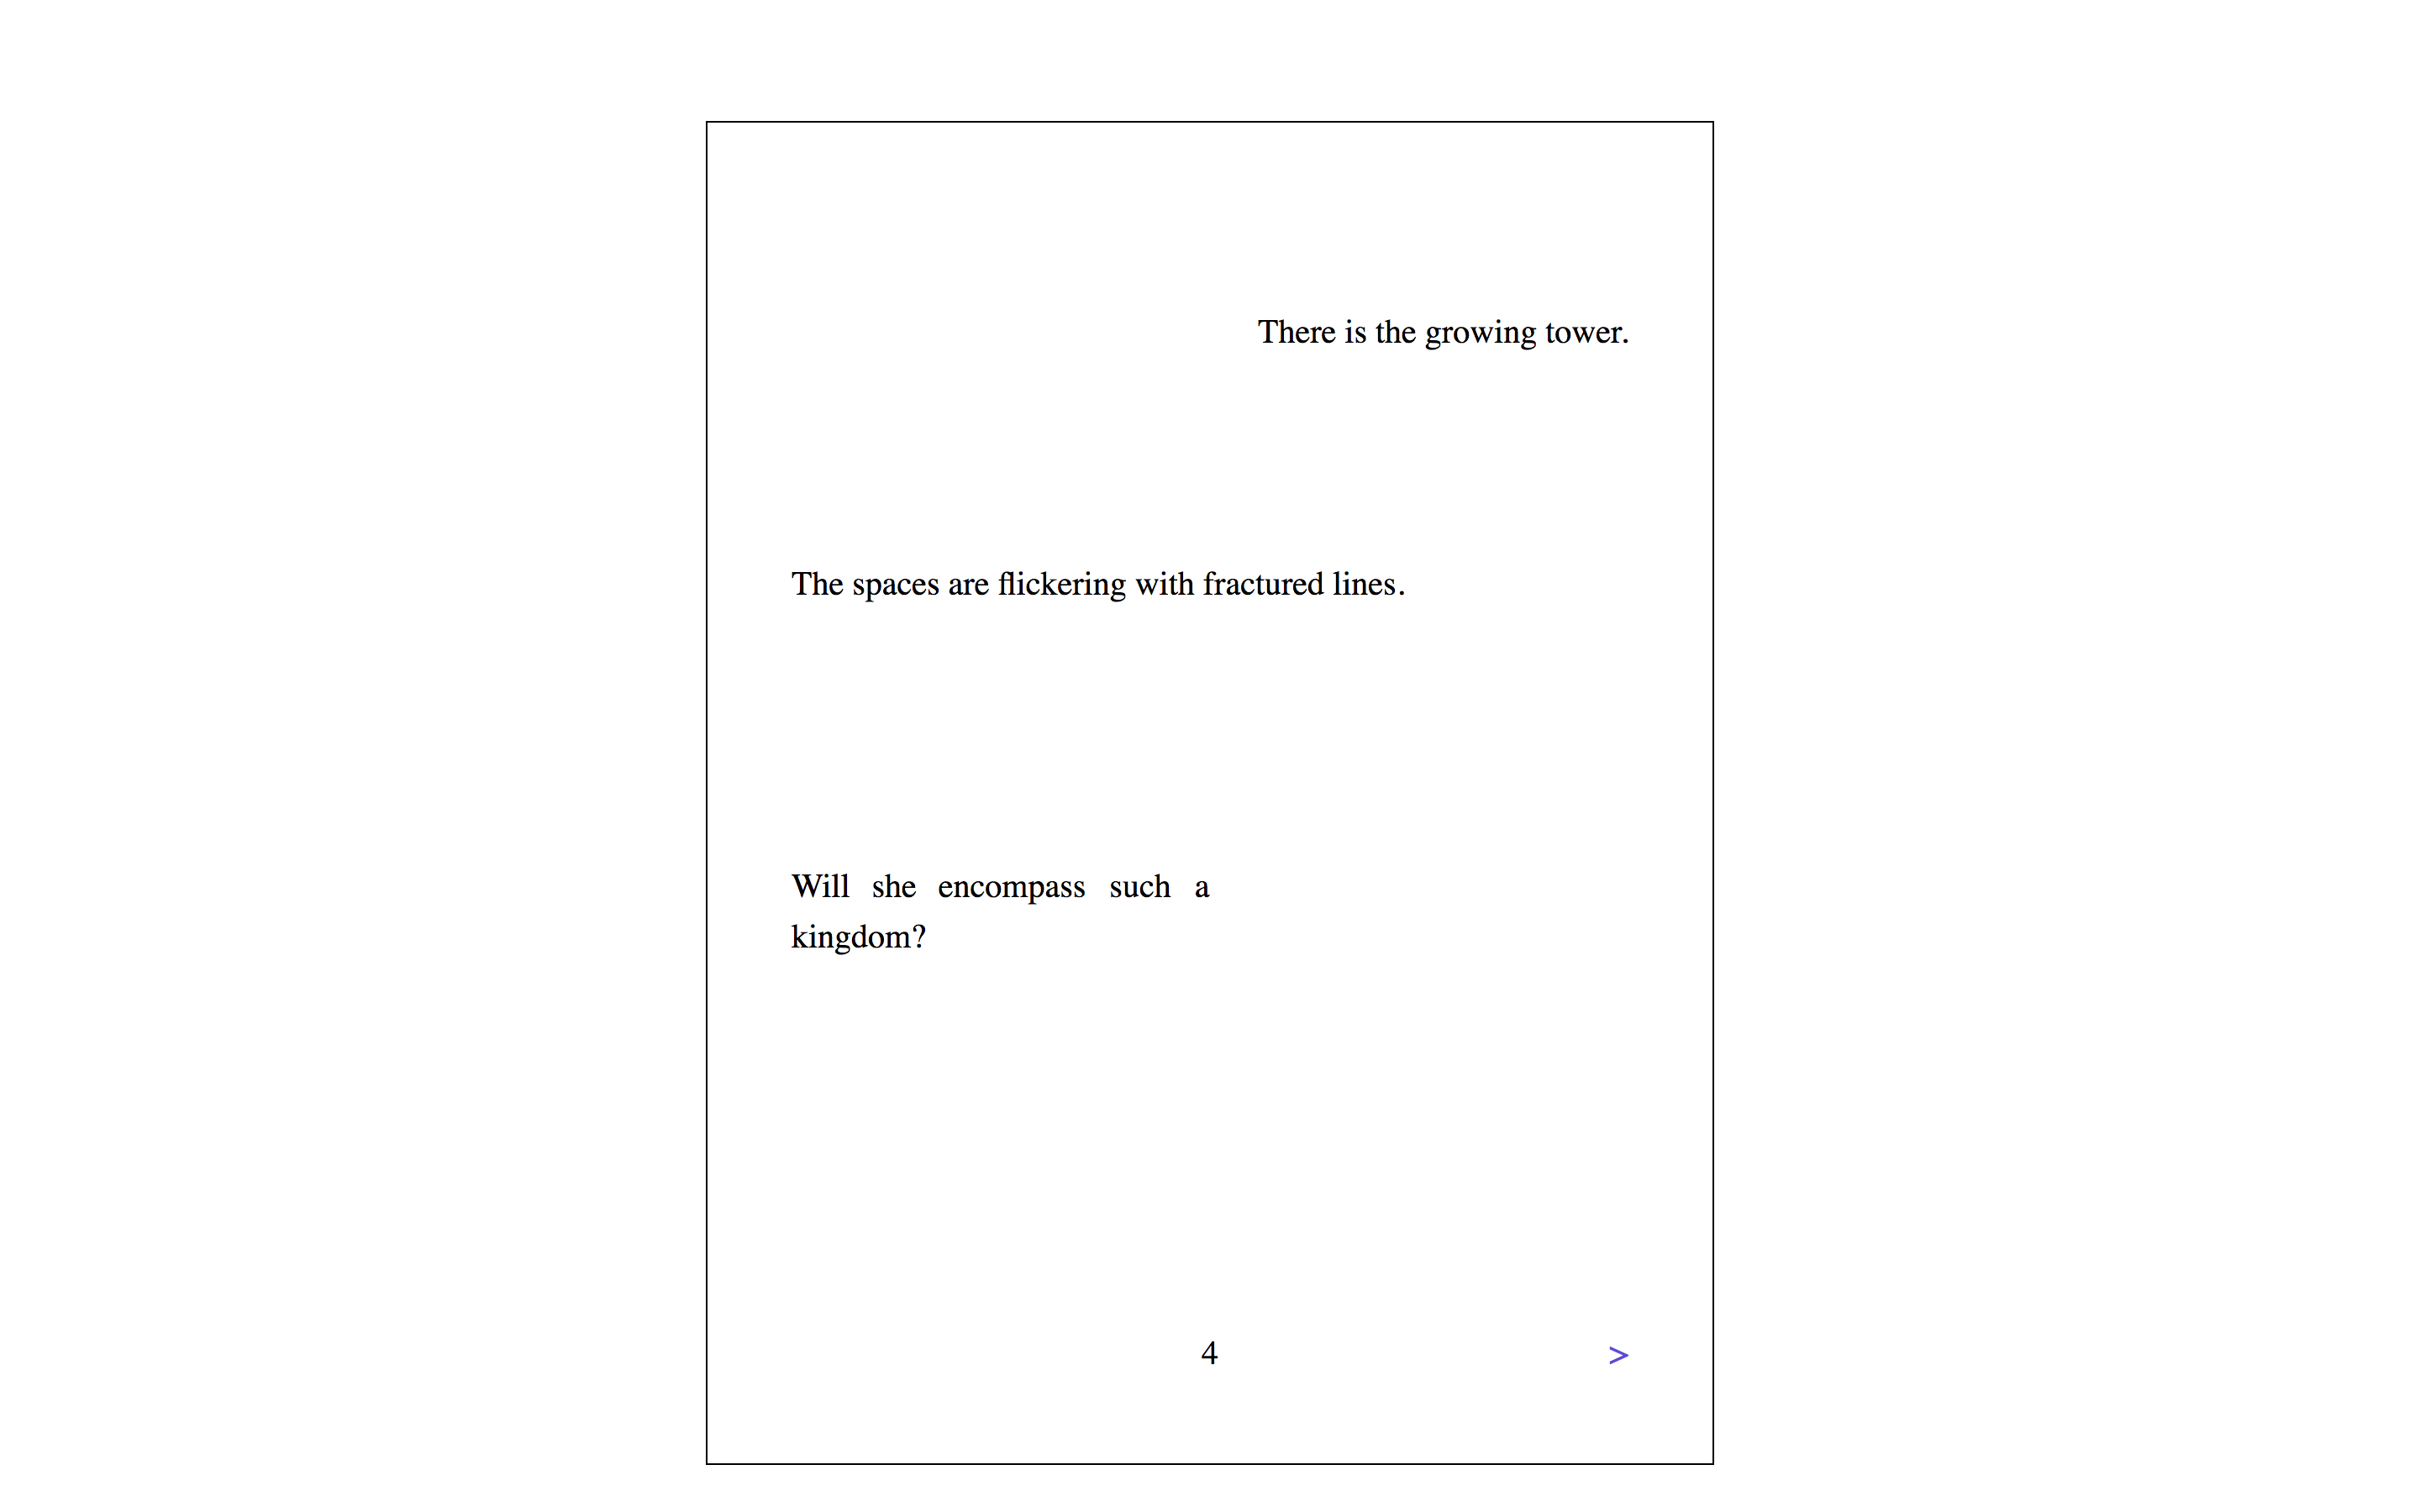 There is the growing tower.
The spaces are flickering with fractured lines.
Will she encompass such a
kingdom?
4
>